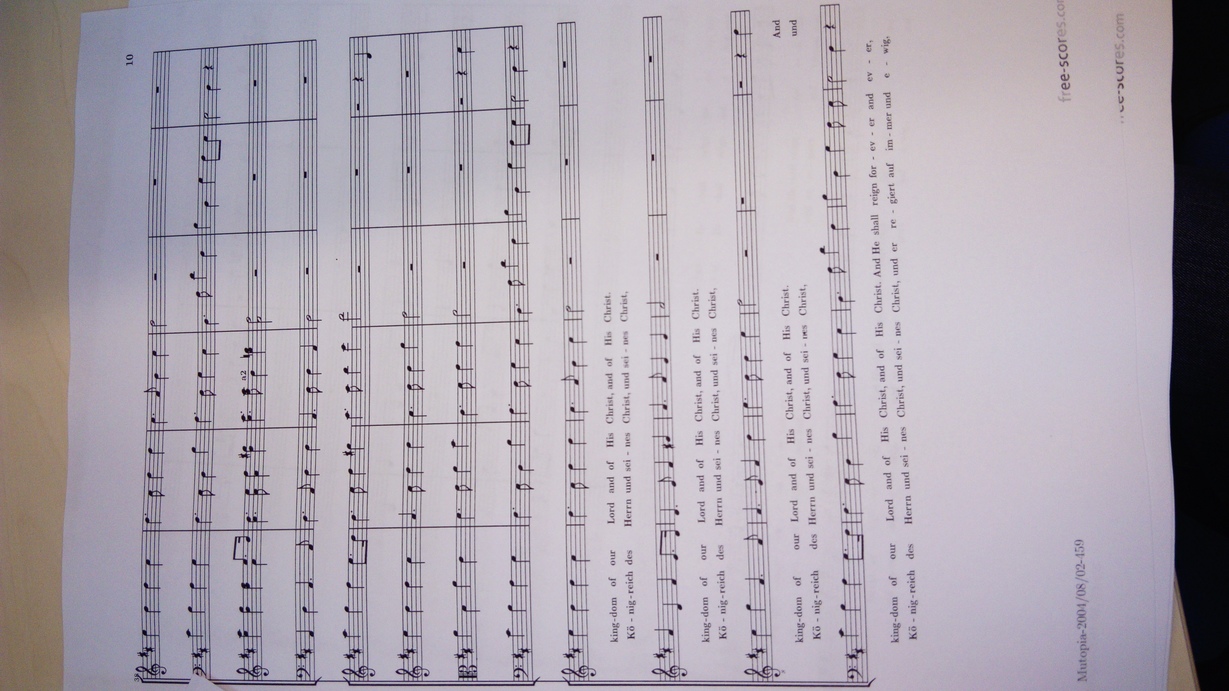 10
king-dom of our Lord and of His Christ, and of His Christ.
Kö - nig-reich des Herrn und sei - nes Christ, und sei - nes Christ,
king-dom of our Lord and of His Christ, and of His Christ.
Kö - nig-reich des Herrn und sei - nes Christ, und sei - nes Christ,
king-dom of our Lord and of His Christ, and of His Christ. And
Kö - nig-reich des Herrn und sei - nes Christ, und sei - nes Christ, und
king-dom of our Lord and of His Christ, and of His Christ. And He shall reign for - ev - er and ev - er,
Kö - nig-reich des Herrn und sei - nes Christ, und sei - nes Christ, und er re - giert auf im - mer und e - wig,
a2
Mutopia-2004/08/02-459
free-scores.com